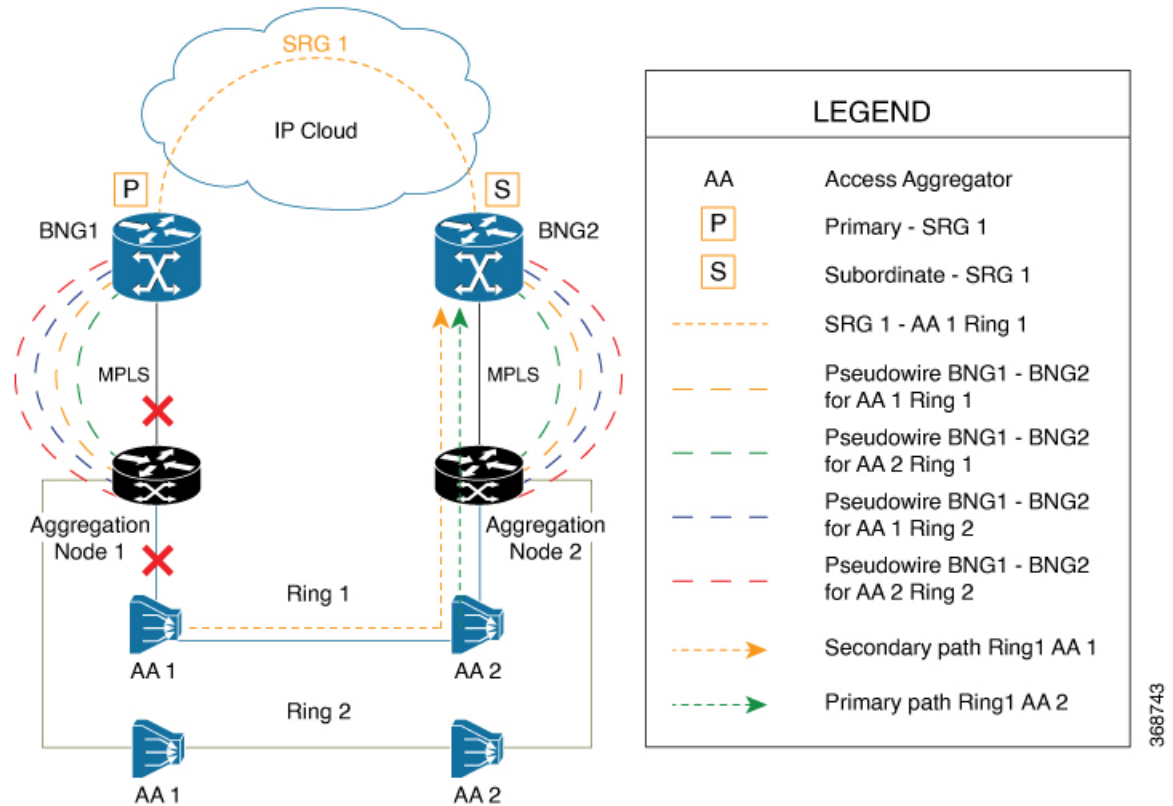 SRG 1
IP Cloud
P
S
BNG1
BNG2
MPLS
MPLS
Aggregation
Node 1
Aggregation
Node 2
Ring 1
AA 1
AA 2
Ring 2
AA 1
AA 2
LEGEND
AA Access Aggregator
P Primary - SRG 1
S Subordinate - SRG 1
SRG 1 - AA 1 Ring 1
Pseudowire BNG1 - BNG2
for AA 1 Ring 1
Pseudowire BNG1 - BNG2
for AA 2 Ring 1
Pseudowire BNG1 - BNG2
for AA 1 Ring 2
Pseudowire BNG1 - BNG2
for AA 2 Ring 2
Secondary path Ring1 AA 1
Primary path Ring1 AA 2
368743